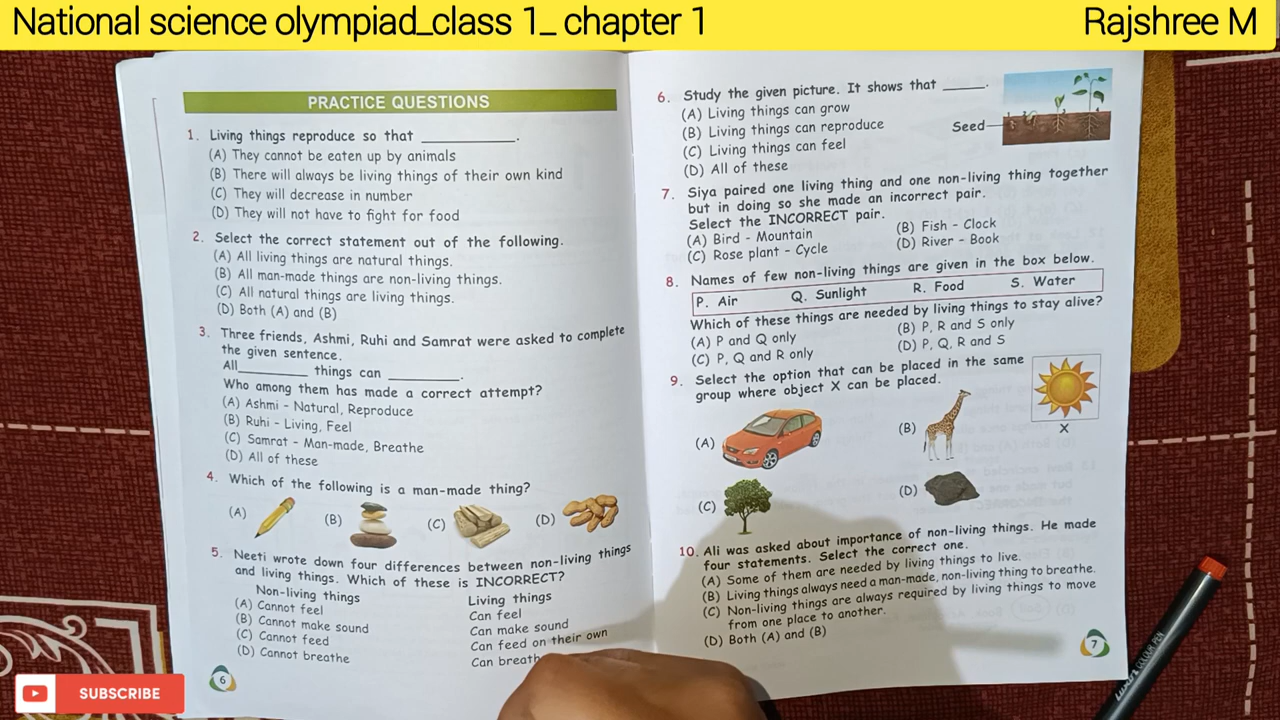 National science olympiad_class 1_ chapter 1
Rajshree M
PRACTICE QUESTIONS
1. Living things reproduce so that ____________.
(A) They cannot be eaten up by animals
(B) There will always be living things of their own kind
(C) They will decrease in number
(D) They will not have to fight for food
2. Select the correct statement out of the following.
(A) All living things are natural things.
(B) All man-made things are non-living things.
(C) All natural things are living things.
(D) Both (A) and (B)
3. Three friends, Ashmi, Ruhi and Samrat were asked to complete
the given sentence.
All__________ things can __________.
Who among them has made a correct attempt?
(A) Ashmi - Natural, Reproduce
(B) Ruhi - Living, Feel
(C) Samrat - Man-made, Breathe
(D) All of these
4. Which of the following is a man-made thing?
(A)
(B)
(C)
(D)
5. Neeti wrote down four differences between non-living things
and living things. Which of these is INCORRECT?
Non-living things Living things
(A) Cannot feel Can feel
(B) Cannot make sound Can make sound
(C) Cannot feed Can feed on their own
(D) Cannot breathe Can breath
6
SUBSCRIBE
6. Study the given picture. It shows that _____.
(A) Living things can grow
(B) Living things can reproduce
(C) Living things can feel
(D) All of these
Seed
7. Siya paired one living thing and one non-living thing together
but in doing so she made an incorrect pair.
Select the INCORRECT pair.
(A) Bird - Mountain (B) Fish - Clock
(C) Rose plant - Cycle (D) River - Book
8. Names of few non-living things are given in the box below.
P. Air Q. Sunlight R. Food S. Water
Which of these things are needed by living things to stay alive?
(A) P and Q only (B) P, R and S only
(C) P, Q and R only (D) P, Q, R and S
9. Select the option that can be placed in the same
group where object X can be placed.
X
(A)
(B)
(C)
(D)
10. Ali was asked about importance of non-living things. He made
four statements. Select the correct one.
(A) Some of them are needed by living things to live.
(B) Living things always need a man-made, non-living thing to breathe.
(C) Non-living things are always required by living things to move
from one place to another.
(D) Both (A) and (B)
7
COLOUR PEN